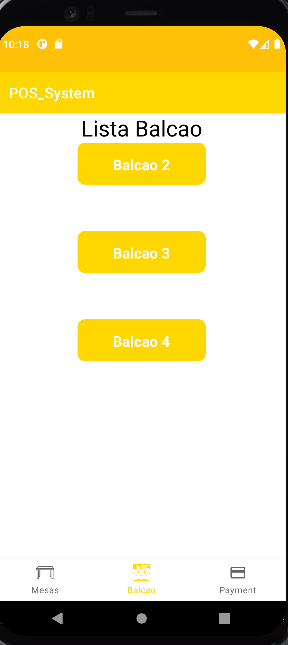 10:18
POS_System
Lista Balcao
Balcao 2
Balcao 3
Balcao 4
Mesas Balcao Payment